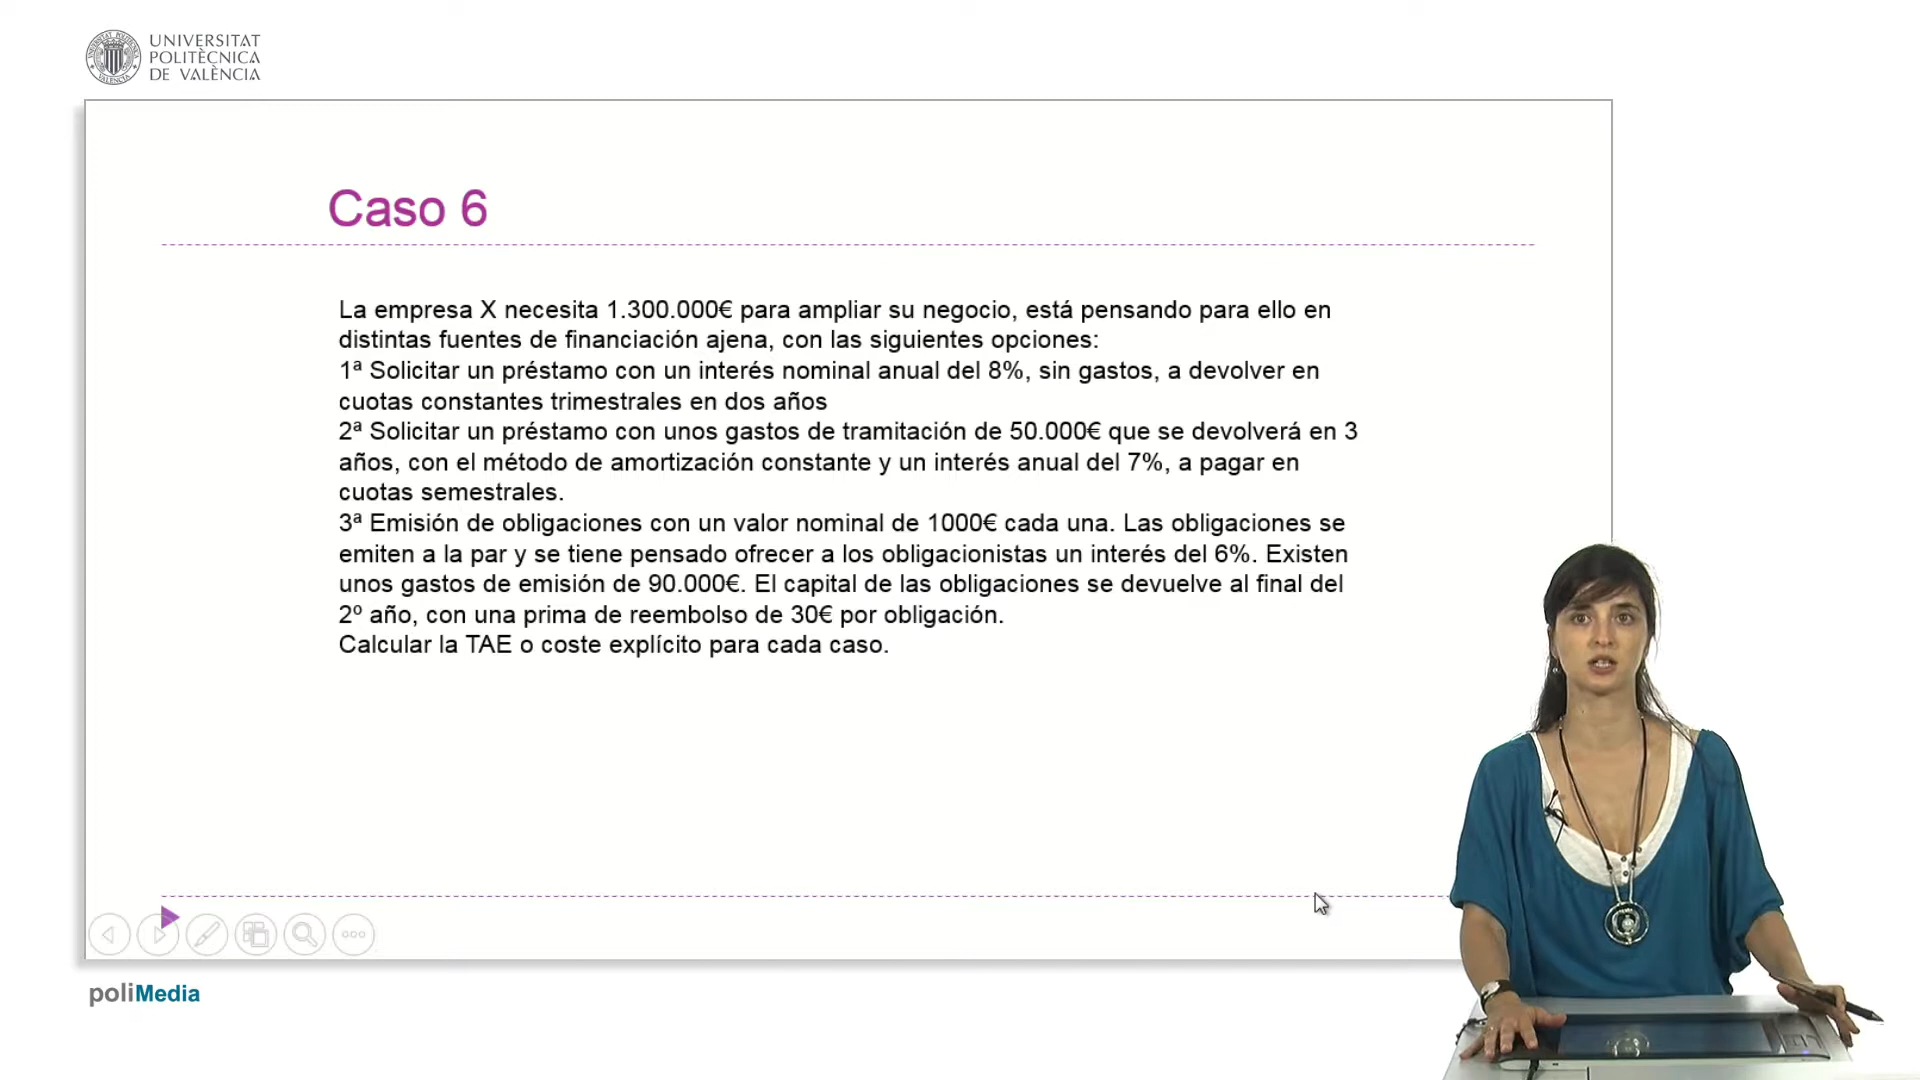 UNIVERSITAT
POLITÈCNICA
DE VALÈNCIA
Caso 6
La empresa X necesita 1.300.000€ para ampliar su negocio, está pensando para ello en
distintas fuentes de financiación ajena, con las siguientes opciones:
1ª Solicitar un préstamo con un interés nominal anual del 8%, sin gastos, a devolver en
cuotas constantes trimestrales en dos años
2ª Solicitar un préstamo con unos gastos de tramitación de 50.000€ que se devolverá en 3
años, con el método de amortización constante y un interés anual del 7%, a pagar en
cuotas semestrales.
3ª Emisión de obligaciones con un valor nominal de 1000€ cada una. Las obligaciones se
emiten a la par y se tiene pensado ofrecer a los obligacionistas un interés del 6%. Existen
unos gastos de emisión de 90.000€. El capital de las obligaciones se devuelve al final del
2º año, con una prima de reembolso de 30€ por obligación.
Calcular la TAE o coste explícito para cada caso.
poliMedia